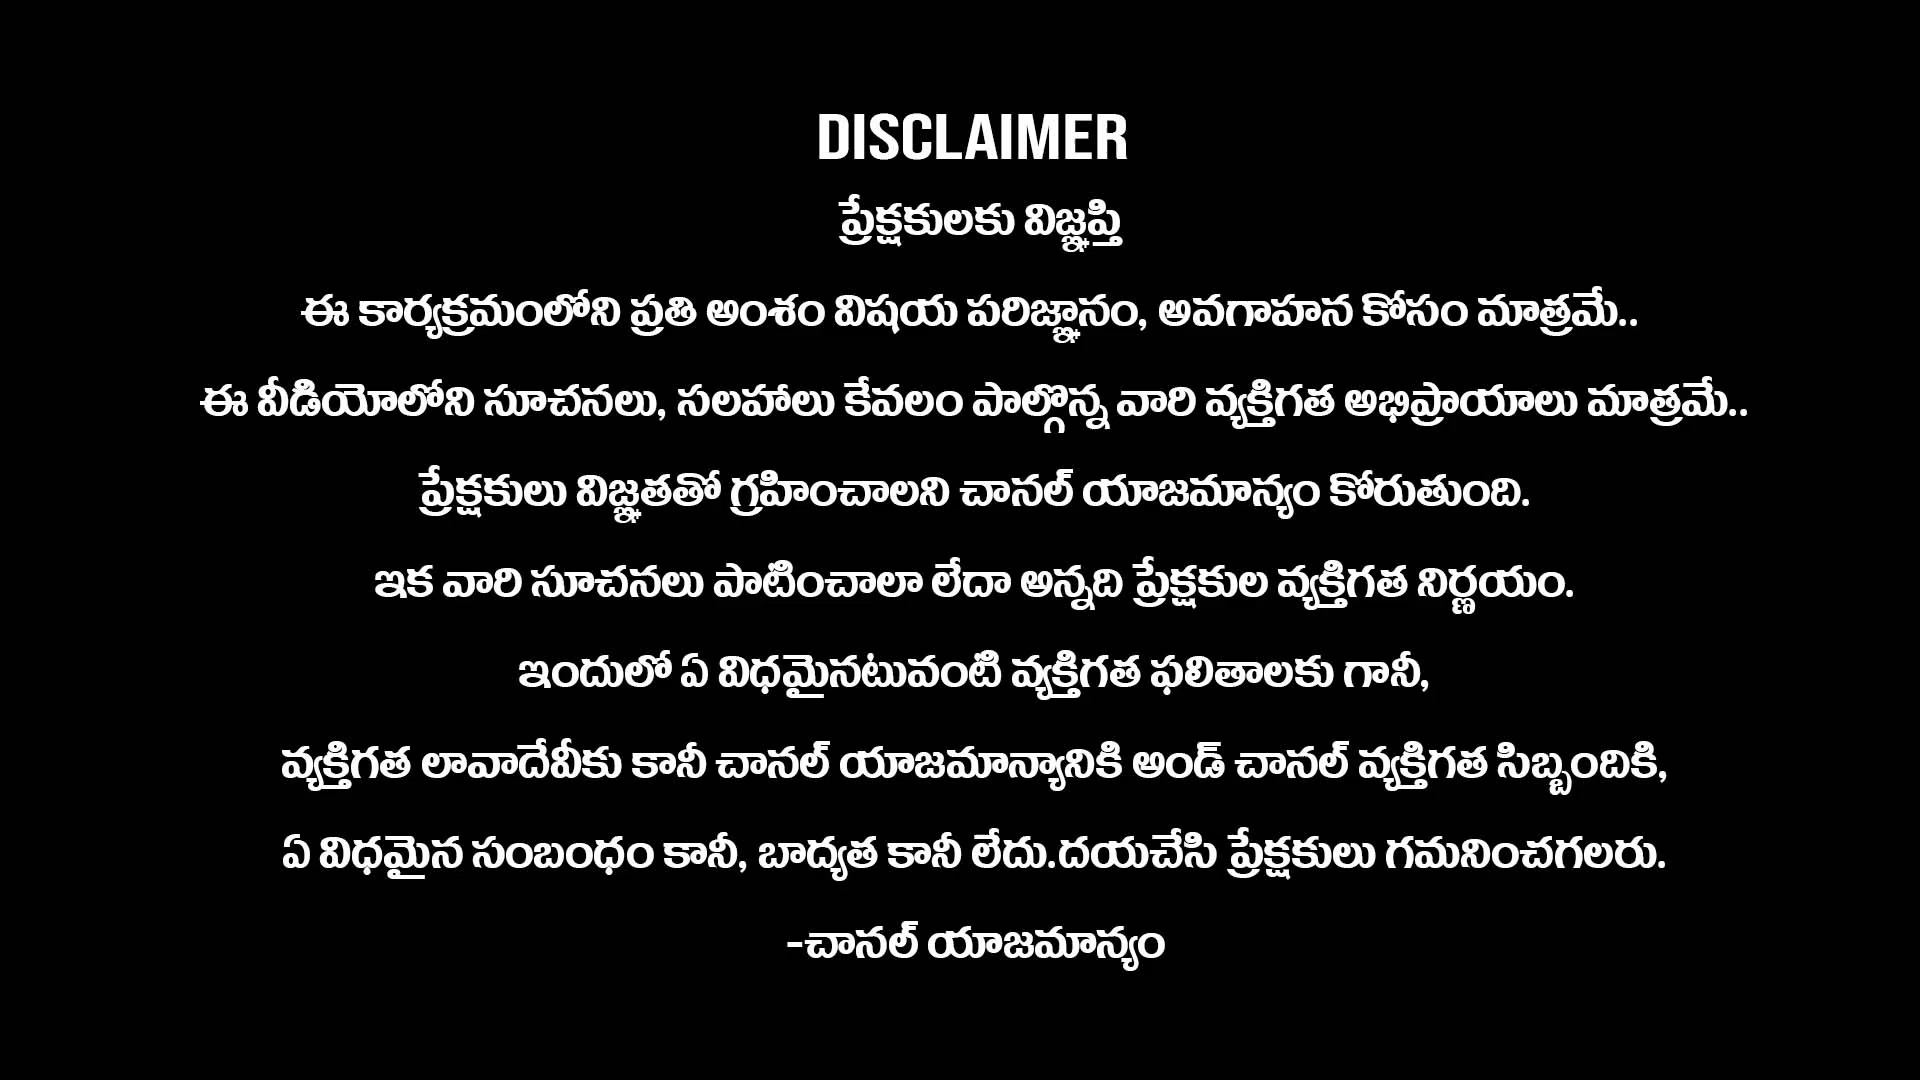 DISCLAIMER
ప్రేక్షకులకు విజ్ఞప్తి
ఈ కార్యక్రమంలోని ప్రతి అంశం విషయ పరిజ్ఞానం, అవగాహన కోసం మాత్రమే..
ఈ వీడియోలోని సూచనలు, సలహాలు కేవలం పాల్గొన్న వారి వ్యక్తిగత అభిప్రాయాలు మాత్రమే..
ప్రేక్షకులు విజ్ఞతతో గ్రహించాలని చానల్ యాజమాన్యం కోరుతుంది.
ఇక వారి సూచనలు పాటించాలా లేదా అన్నది ప్రేక్షకుల వ్యక్తిగత నిర్ణయం.
ఇందులో ఏ విధమైనటువంటి వ్యక్తిగత ఫలితాలకు గానీ,
వ్యక్తిగత లావాదేవీకు కానీ చానల్ యాజమాన్యానికి అండ్ చానల్ వ్యక్తిగత సిబ్బందికి,
ఏ విధమైన సంబంధం కానీ, బాధ్యత కానీ లేదు.దయచేసి ప్రేక్షకులు గమనించగలరు.
-చానల్ యాజమాన్యం